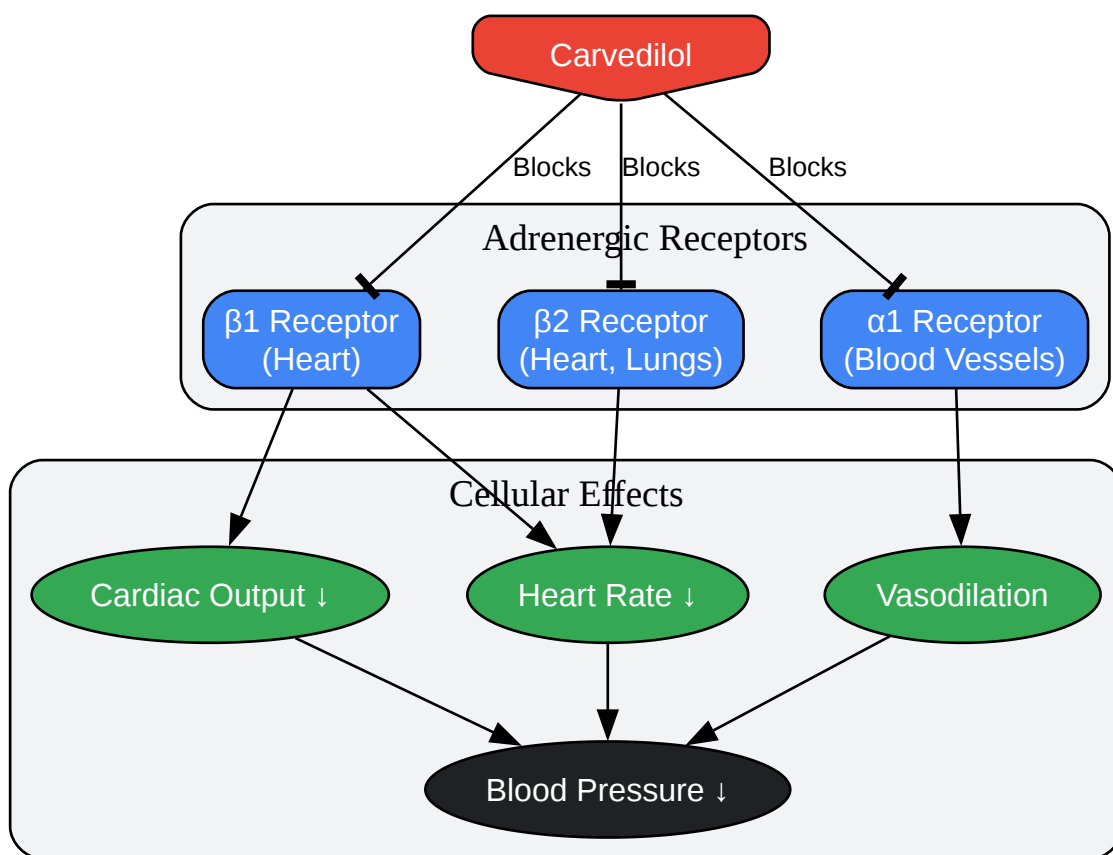 Carvedilol
Blocks
Blocks
Blocks
Adrenergic Receptors
β1 Receptor
(Heart)
β2 Receptor
(Heart, Lungs)
α1 Receptor
(Blood Vessels)
Cellular Effects
Cardiac Output ↓
Heart Rate ↓
Vasodilation
Blood Pressure ↓